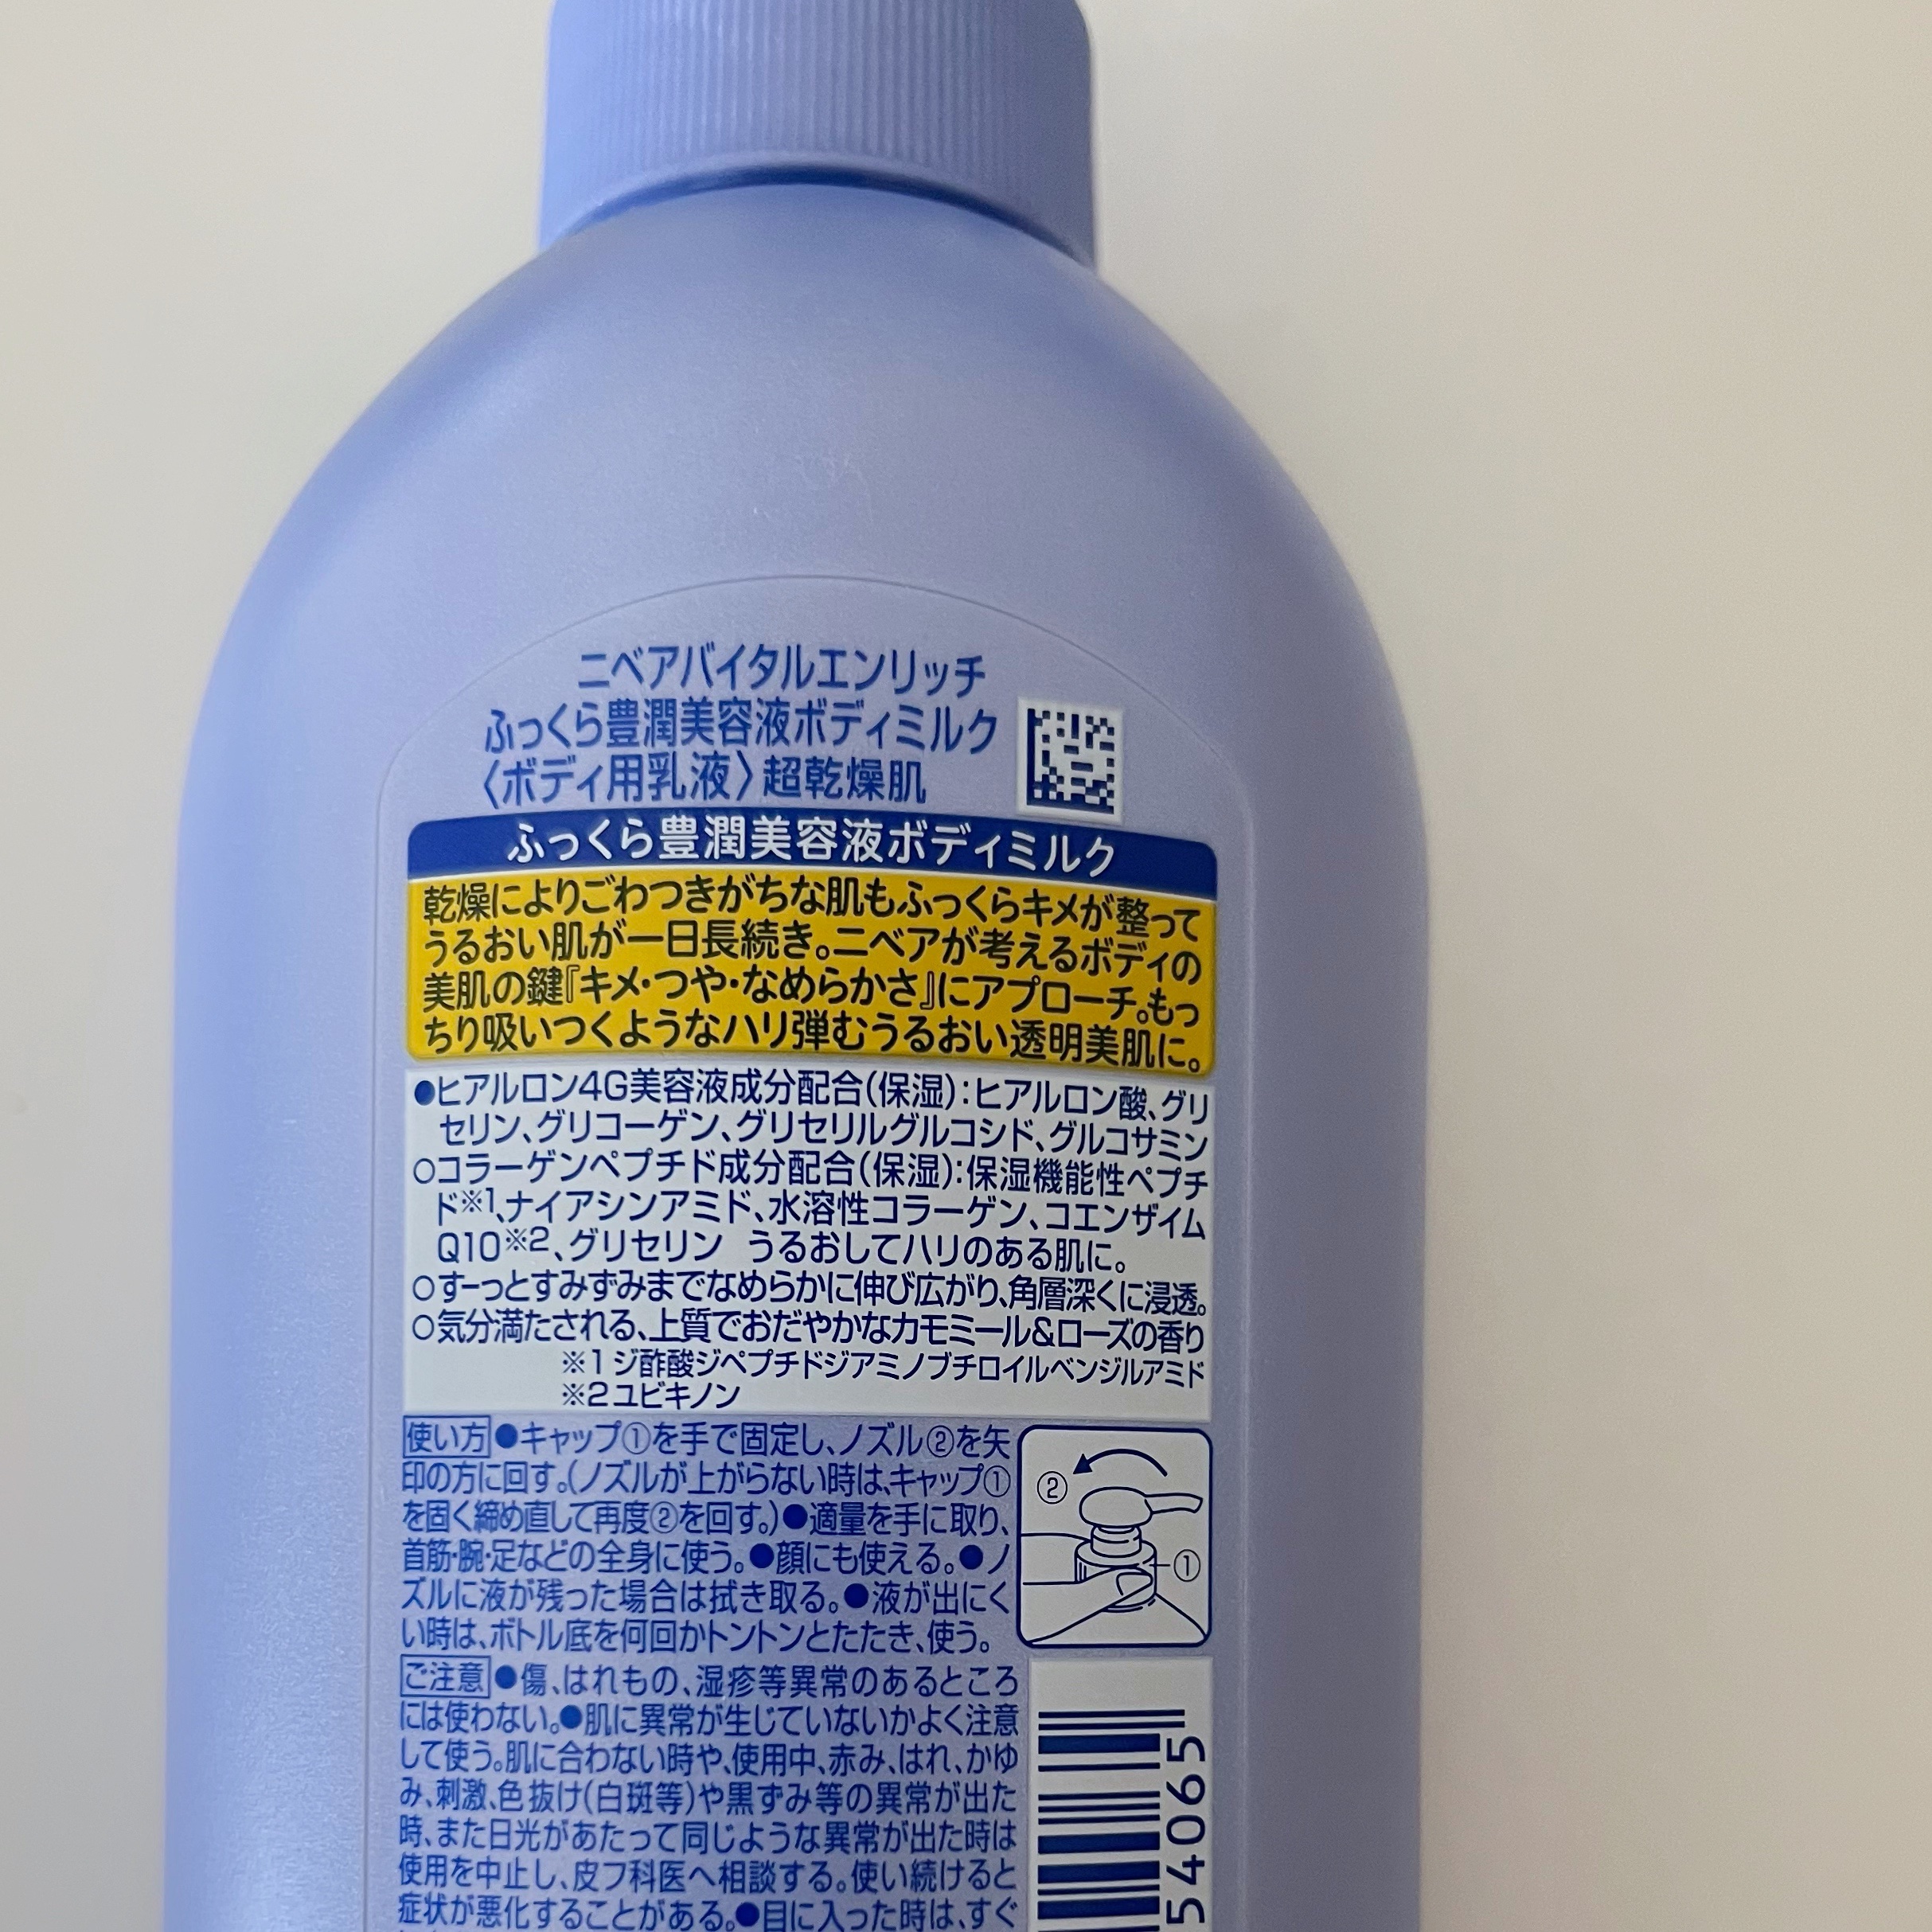 ニベアバイタルエンリッチ
ふっくら豊潤美容液ボディミルク
〈ボディ用乳液〉超乾燥肌
ふっくら豊潤美容液ボディミルク
乾燥によりごわつきがちな肌もふっくらキメが整って
うるおい肌が一日長続き。ニベアが考えるボディの
美肌の鍵『キメ・つや・なめらかさ』にアプローチ。もっ
ちり吸いつくようなハリ弾むうるおい透明美肌に。
●ヒアルロン4G美容液成分配合(保湿):ヒアルロン酸、グリ
セリン、グリコーゲン、グリセリルグルコシド、グルコサミン
○コラーゲンペプチド成分配合(保湿):保湿機能性ペプチ
ド※1、ナイアシンアミド、水溶性コラーゲン、コエンザイム
Q10※2、グリセリン うるおしてハリのある肌に。
○すーっとすみずみまでなめらかに伸び広がり、角層深くに浸透。
○気分満たされる、上質でおだやかなカモミール&ローズの香り
※1 ジ酢酸ジペプチドジアミノブチロイルベンジルアミド
※2 ユビキノン
使い方 ●キャップ①を手で固定し、ノズル②を矢
印の方に回す。(ノズルが上がらない時は、キャップ①
を固く締め直して再度②を回す。)●適量を手に取り、
首筋・腕・足などの全身に使う。●顔にも使える。●ノ
ズルに液が残った場合は拭き取る。●液が出にく
い時は、ボトル底を何回かトントンとたたき、使う。
②
①
ご注意 ●傷、はれもの、湿疹等異常のあるところ
には使わない。●肌に異常が生じていないかよく注意
して使う。肌に合わない時や、使用中、赤み、はれ、かゆ
み、刺激、色抜け(白斑等)や黒ずみ等の異常が出た
時、また日光があたって同じような異常が出た時は
使用を中止し、皮フ科医へ相談する。使い続けると
症状が悪化することがある。●目に入った時は、すぐ
54065